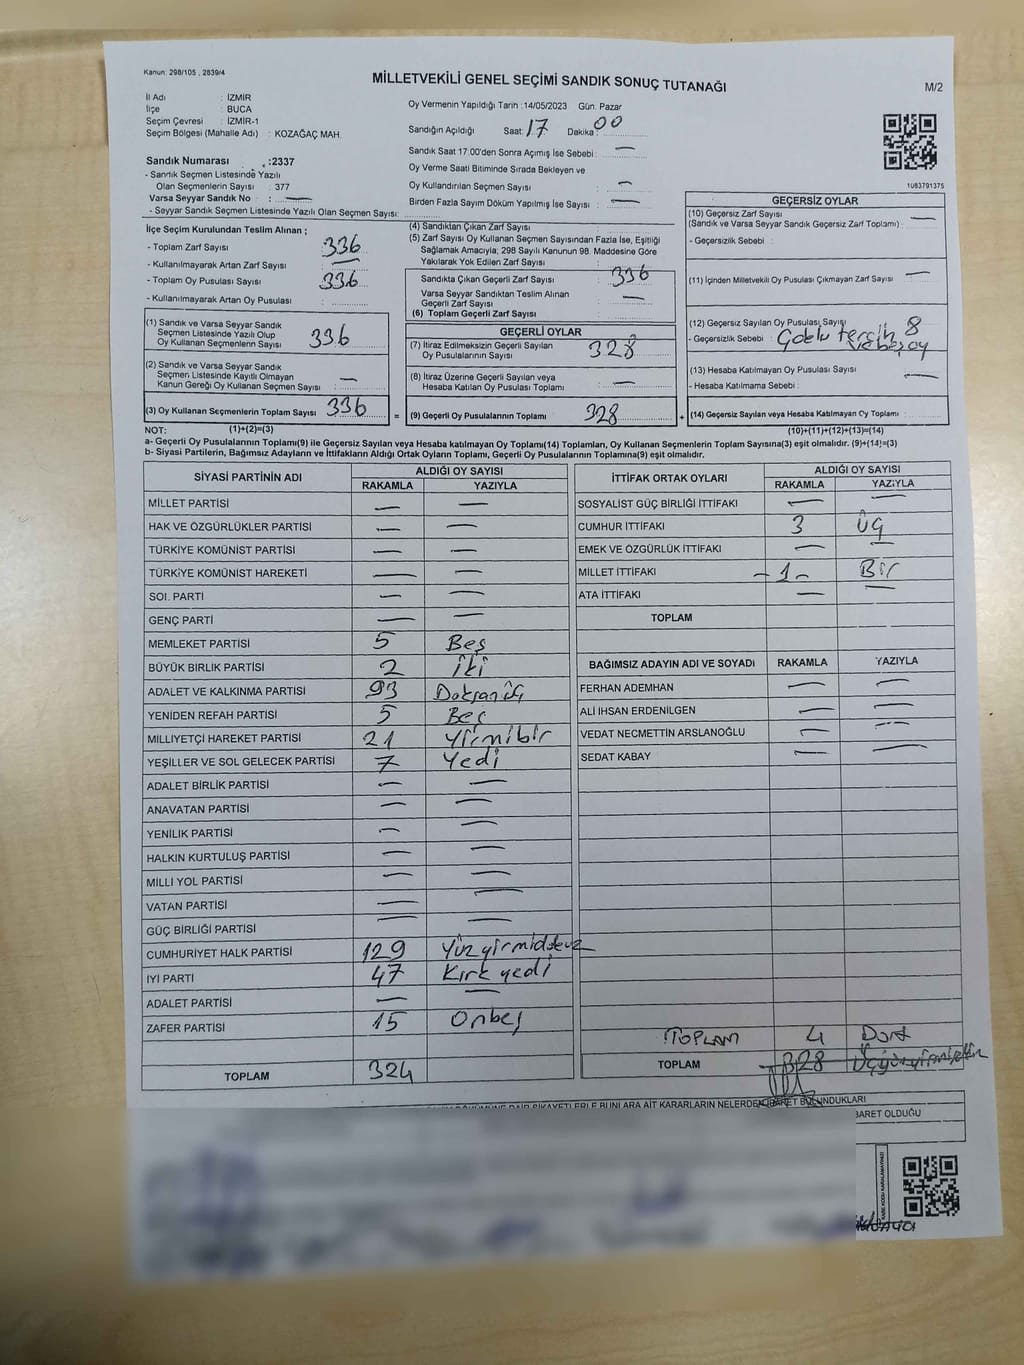 Kanun: 298/105 , 2839/4
MİLLETVEKİLİ GENEL SEÇİMİ SANDIK SONUÇ TUTANAĞI
M/2
İl Adı : İZMİR
İlçe : BUCA
Seçim Çevresi : İZMİR-1
Seçim Bölgesi (Mahalle Adı) : KOZAĞAÇ MAH.
Oy Vermenin Yapıldığı Tarih :14/05/2023 Gün: Pazar
Sandığın Açıldığı Saat: 17 Dakika : 00
Sandık Saat 17:00'den Sonra Açımış İse Sebebi : —
Oy Verme Saati Bitiminde Sırada Bekleyen ve
Oy Kullandırılan Seçmen Sayısı : —
Birden Fazla Sayım Döküm Yapılmış İse Sayısı : —
Sandık Numarası :2337
- Sandık Seçmen Listesinde Yazılı
Olan Seçmenlerin Sayısı : 377
Varsa Seyyar Sandık No : —
- Seyyar Sandık Seçmen Listesinde Yazılı Olan Seçmen Sayısı:
1083791375
İlçe Seçim Kurulundan Teslim Alınan ;
- Toplam Zarf Sayısı : 336
- Kullanılmayarak Artan Zarf Sayısı : —
- Toplam Oy Pusulası Sayısı : 336
- Kullanılmayarak Artan Oy Pusulası :
(1) Sandık ve Varsa Seyyar Sandık
Seçmen Listesinde Yazılı Olup
Oy Kullanan Seçmenlerin Sayısı : 336
(2) Sandık ve Varsa Seyyar Sandık
Seçmen Listesinde Kayıtlı Olmayan
Kanun Gereği Oy Kullanan Seçmen Sayısı : —
(3) Oy Kullanan Seçmenlerin Toplam Sayısı : 336
(1)+(2)=(3)
(4) Sandıktan Çıkan Zarf Sayısı :
(5) Zarf Sayısı Oy Kullanan Seçmen Sayısından Fazla İse, Eşitliği
Sağlamak Amacıyla; 298 Sayılı Kanunun 98. Maddesine Göre
Yakılarak Yok Edilen Zarf Sayısı :
Sandıkta Çıkan Geçerli Zarf Sayısı : 336
Varsa Seyyar Sandıktan Teslim Alınan
Geçerli Zarf Sayısı : —
(6) Toplam Geçerli Zarf Sayısı :
GEÇERLİ OYLAR
(7) İtiraz Edilmeksizin Geçerli Sayılan
Oy Pusulalarının Sayısı : 328
(8) İtiraz Üzerine Geçerli Sayılan veya
Hesaba Katılan Oy Pusulası Toplamı : —
= (9) Geçerli Oy Pusulalarının Toplamı : 328 +
GEÇERSİZ OYLAR
(10) Geçersiz Zarf Sayısı : —
(Sandık ve Varsa Seyyar Sandık Geçersiz Zarf Toplamı) :
- Geçersizlik Sebebi :
(11) İçinden Milletvekili Oy Pusulası Çıkmayan Zarf Sayısı : —
(12) Geçersiz Sayılan Oy Pusulası Sayısı : 8
- Geçersizlik Sebebi : Çoklu tercih
ve boş oy
(13) Hesaba Katılmayan Oy Pusulası Sayısı : —
- Hesaba Katılmama Sebebi :
(14) Geçersiz Sayılan veya Hesaba Katılmayan Oy Toplamı :
(10)+(11)+(12)+(13)=(14)
NOT:
a- Geçerli Oy Pusulalarının Toplamı(9) ile Geçersiz Sayılan veya Hesaba katılmayan Oy Toplamı(14) Toplamları, Oy Kullanan Seçmenlerin Toplam Sayısına(3) eşit olmalıdır. (9)+(14)=(3)
b- Siyasi Partilerin, Bağımsız Adayların ve İttifakların Aldığı Ortak Oyların Toplamı, Geçerli Oy Pusulalarının Toplamına(9) eşit olmalıdır.
SİYASİ PARTİNİN ADI
ALDIĞI OY SAYISI
RAKAMLA YAZIYLA
MİLLET PARTİSİ — —
HAK VE ÖZGÜRLÜKLER PARTİSİ — —
TÜRKİYE KOMÜNİST PARTİSİ — —
TÜRKİYE KOMÜNİST HAREKETİ — —
SOL PARTİ — —
GENÇ PARTİ — —
MEMLEKET PARTİSİ 5 Beş
BÜYÜK BİRLİK PARTİSİ 2 İki
ADALET VE KALKINMA PARTİSİ 93 Doksanüç
YENİDEN REFAH PARTİSİ 5 Beş
MİLLİYETÇİ HAREKET PARTİSİ 21 yirmibir
YEŞİLLER VE SOL GELECEK PARTİSİ 7 Yedi
ADALET BİRLİK PARTİSİ — —
ANAVATAN PARTİSİ — —
YENİLİK PARTİSİ — —
HALKIN KURTULUŞ PARTİSİ — —
MİLLİ YOL PARTİSİ — —
VATAN PARTİSİ — —
GÜÇ BİRLİĞİ PARTİSİ — —
CUMHURİYET HALK PARTİSİ 129
İYİ PARTİ 47 Kırk yedi
ADALET PARTİSİ — —
ZAFER PARTİSİ 15 Onbeş
TOPLAM 324
İTTİFAK ORTAK OYLARI
ALDIĞI OY SAYISI
RAKAMLA YAZIYLA
SOSYALİST GÜÇ BİRLİĞİ İTTİFAKI — —
CUMHUR İTTİFAKI 3 üç
EMEK VE ÖZGÜRLÜK İTTİFAKI — —
MİLLET İTTİFAKI -1- Bir
ATA İTTİFAKI — —
TOPLAM
BAĞIMSIZ ADAYIN ADI VE SOYADI RAKAMLA YAZIYLA
FERHAN ADEMHAN — —
ALİ İHSAN ERDENİLGEN — —
VEDAT NECMETTİN ARSLANOĞLU — —
SEDAT KABAY — —
TOPLAM 4 Dört
TOPLAM 328
BARET BULUNDUKLARI
BARET OLDUĞU